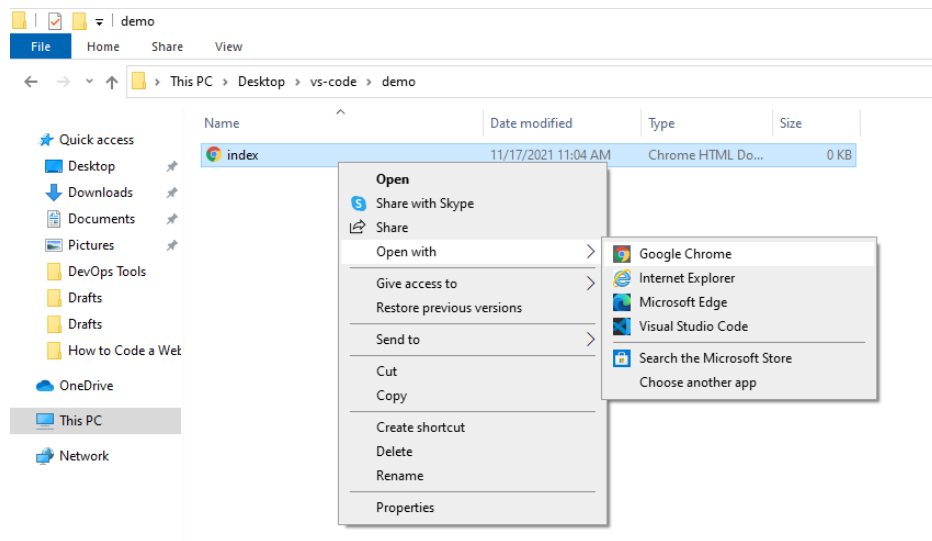 demo
File Home Share View
This PC > Desktop > vs-code > demo
Name Date modified Type Size
Quick access
Desktop
Downloads
Documents
Pictures
DevOps Tools
Drafts
Drafts
How to Code a Web
OneDrive
This PC
Network
index 11/17/2021 11:04 AM Chrome HTML Do... 0 KB
Open
Share with Skype
Share
Open with
Give access to
Restore previous versions
Send to
Cut
Copy
Create shortcut
Delete
Rename
Properties
Google Chrome
Internet Explorer
Microsoft Edge
Visual Studio Code
Search the Microsoft Store
Choose another app